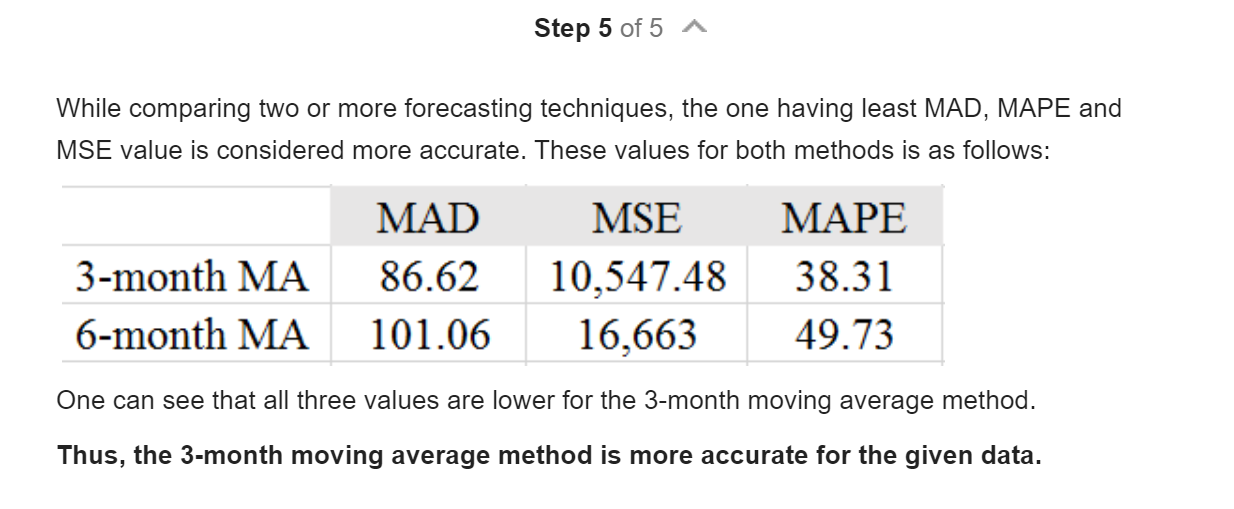 Step 5 of 5
While comparing two or more forecasting techniques, the one having least MAD, MAPE and
MSE value is considered more accurate. These values for both methods is as follows:
MAD MSE MAPE
3-month MA 86.62 10,547.48 38.31
6-month MA 101.06 16,663 49.73
One can see that all three values are lower for the 3-month moving average method.
Thus, the 3-month moving average method is more accurate for the given data.